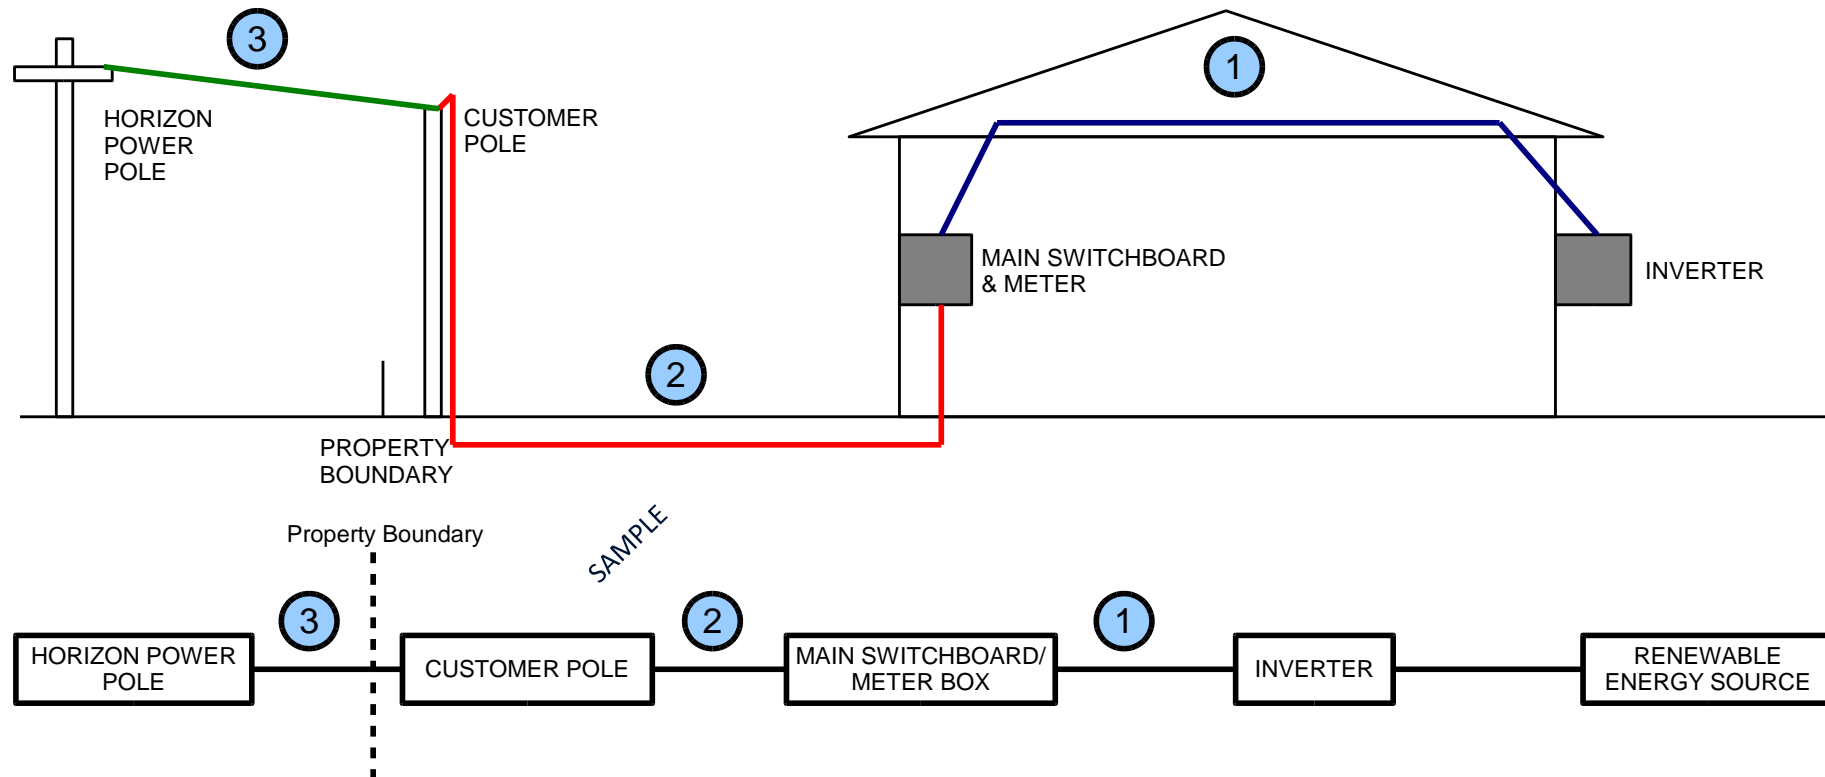 3
1
HORIZON
POWER
POLE
CUSTOMER
POLE
MAIN SWITCHBOARD
& METER
INVERTER
2
PROPERTY
BOUNDARY
SAMPLE
Property Boundary
3
2
1
HORIZON POWER
POLE
CUSTOMER POLE
MAIN SWITCHBOARD/
METER BOX
INVERTER
RENEWABLE
ENERGY SOURCE